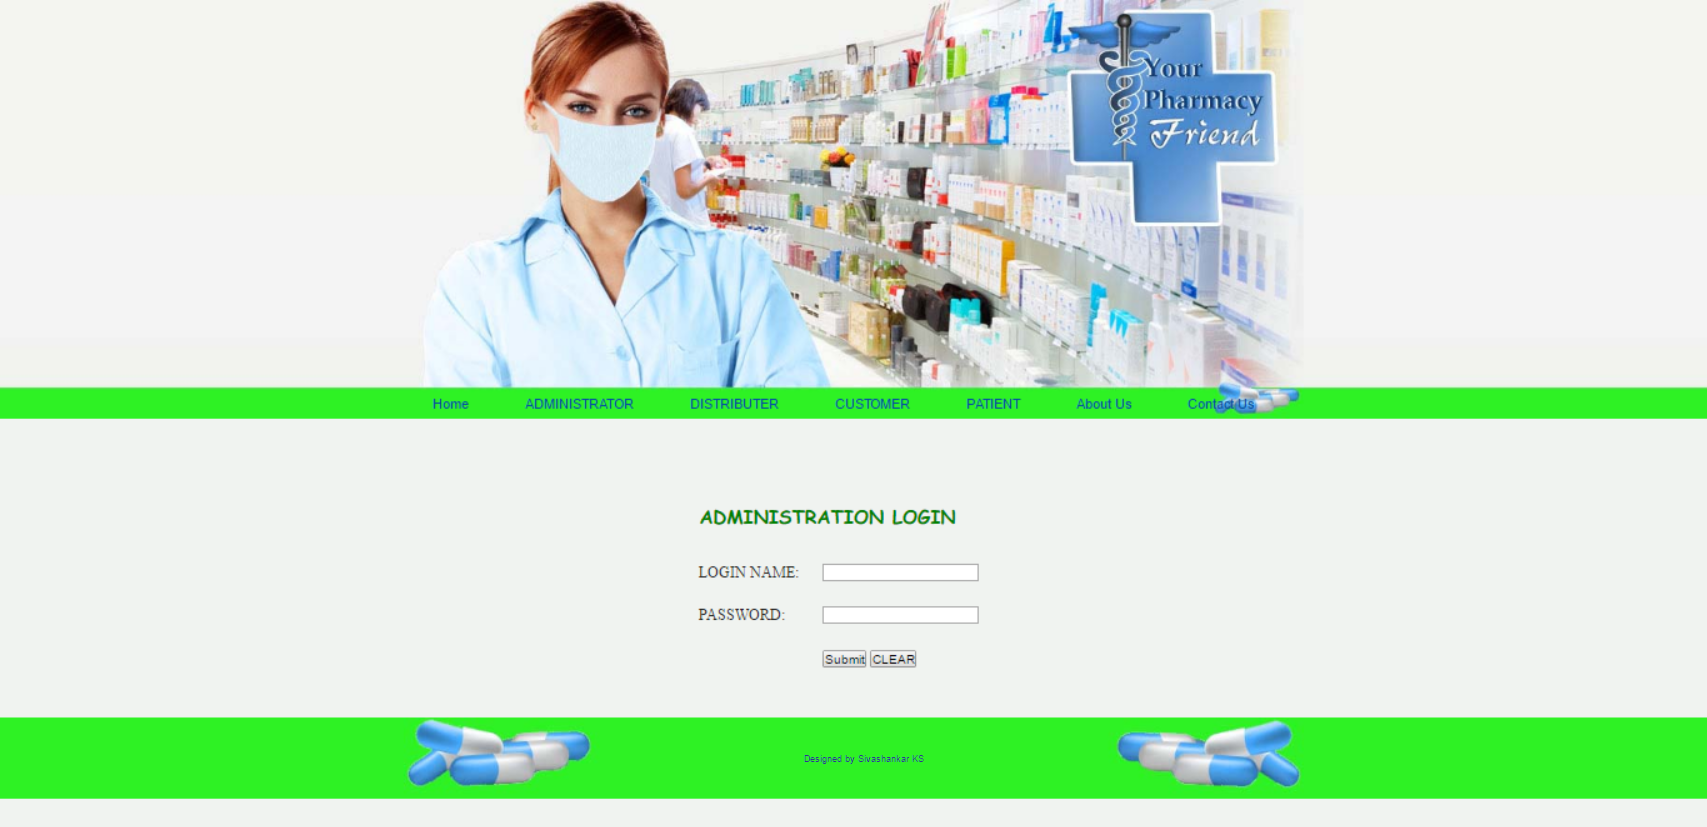 Your
Pharmacy
Friend
Home ADMINISTRATOR DISTRIBUTER CUSTOMER PATIENT About Us Contact Us
ADMINISTRATION LOGIN
LOGIN NAME:
PASSWORD:
Submit CLEAR
Designed by Sivashankar KS